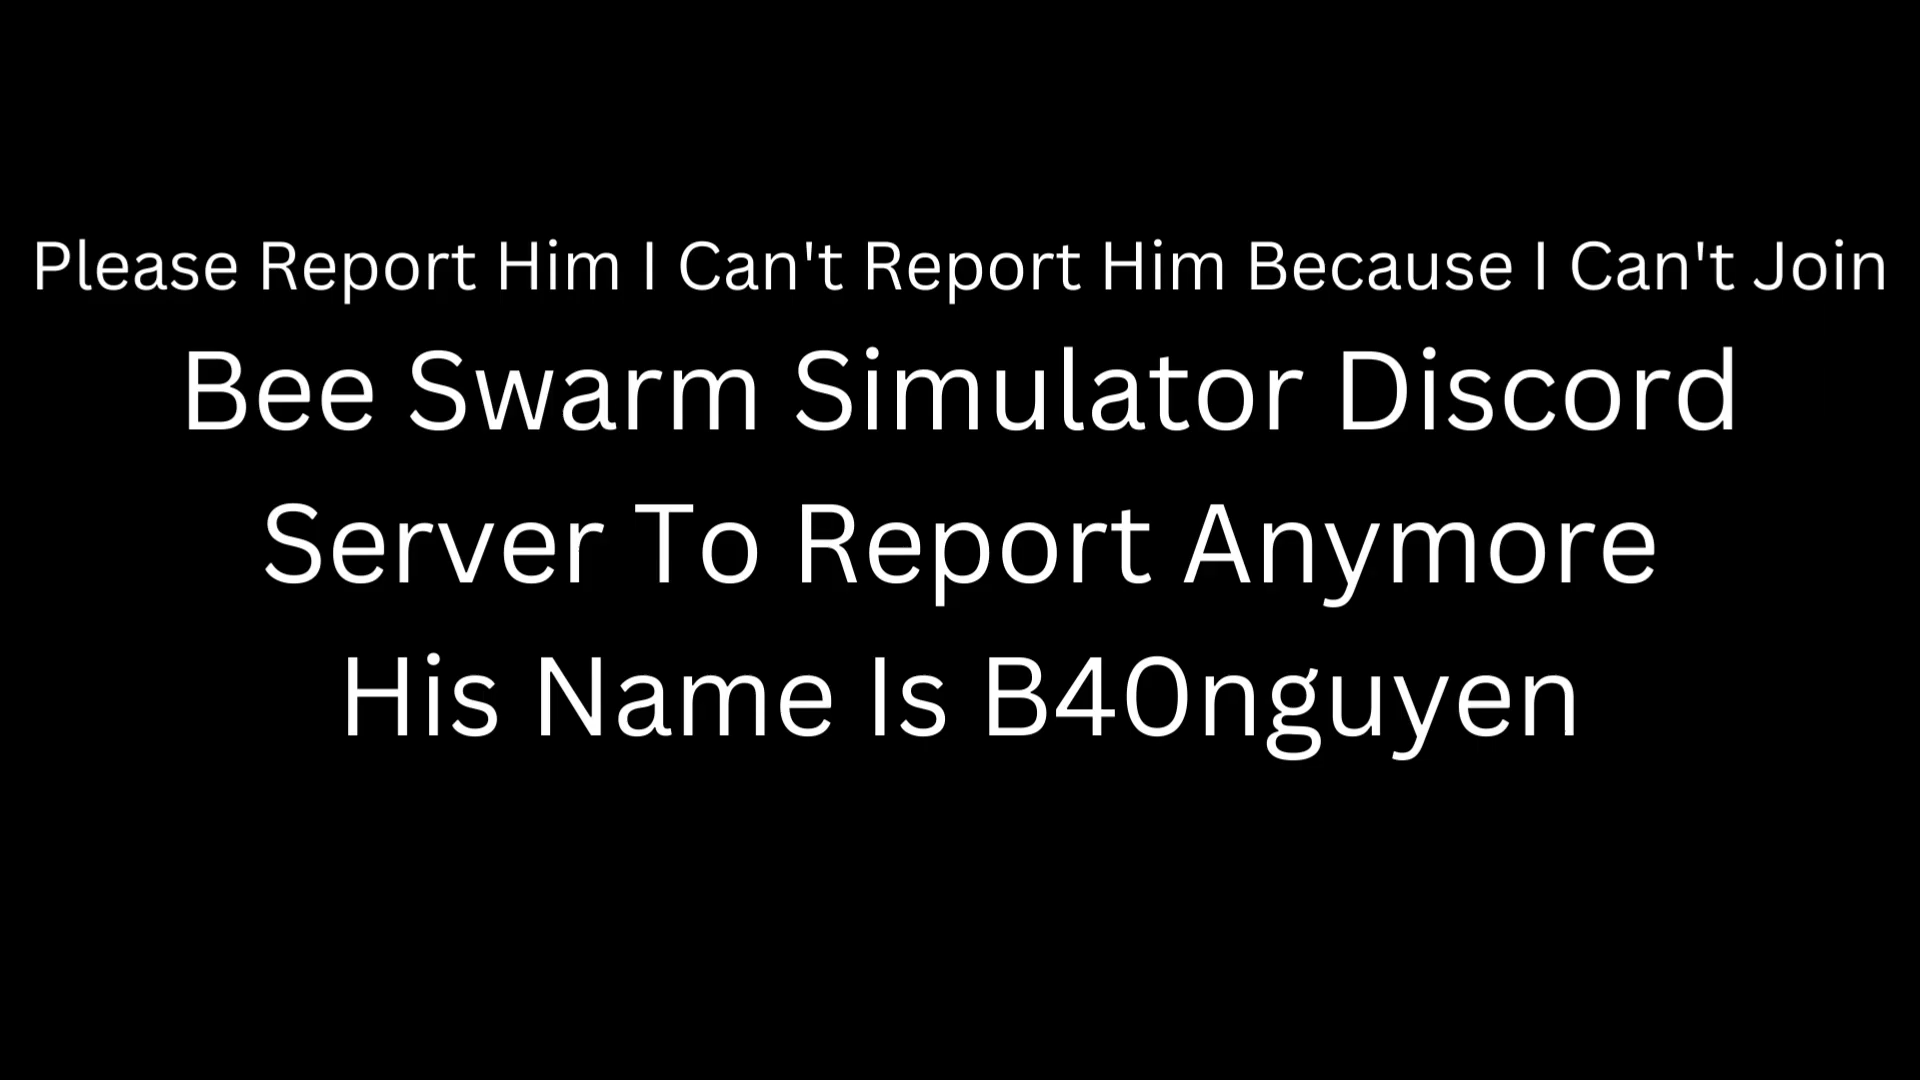 Please Report Him I Can't Report Him Because I Can't Join
Bee Swarm Simulator Discord
Server To Report Anymore
His Name Is B40nguyen